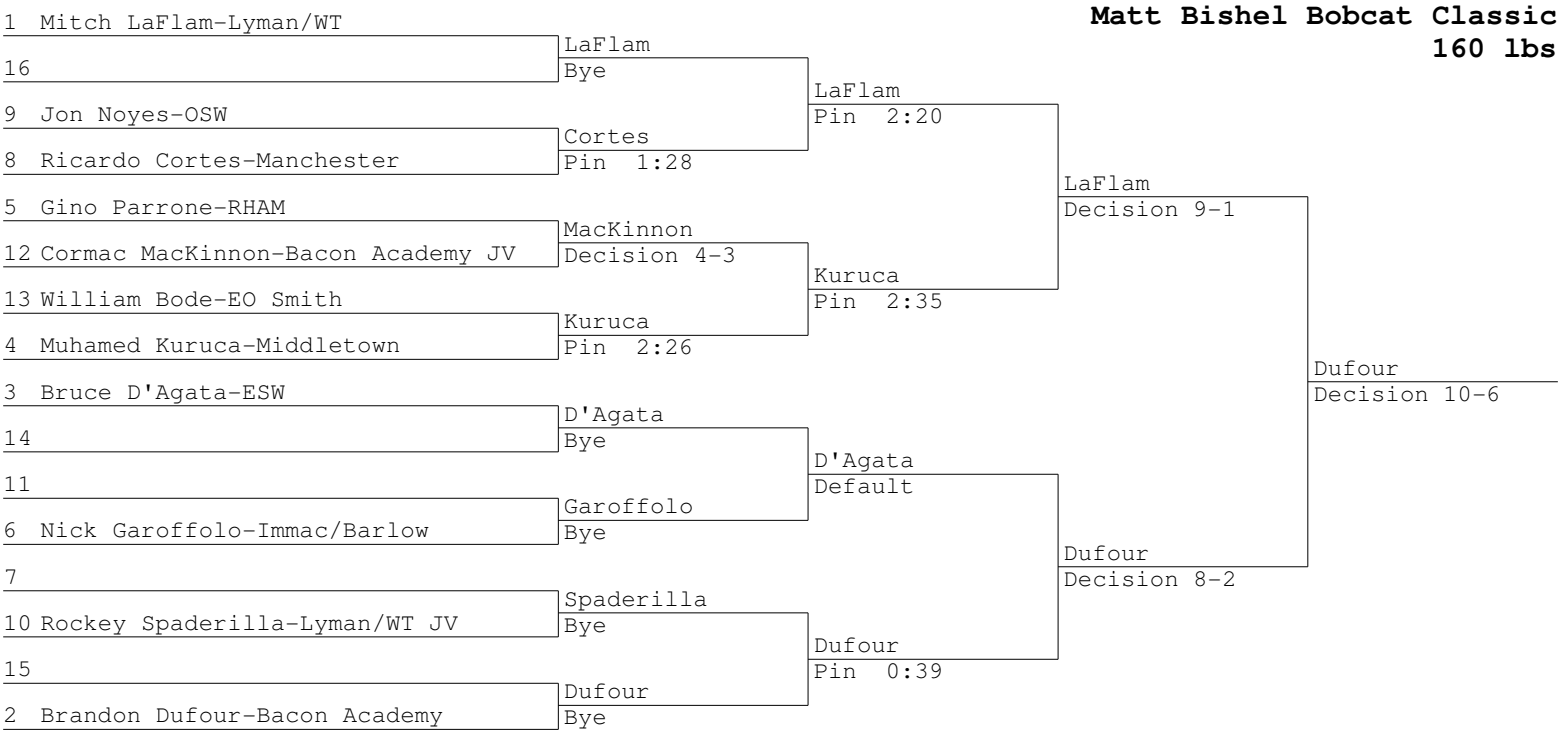 Matt Bishel Bobcat Classic
160 lbs
1 Mitch LaFlam-Lyman/WT
16
9 Jon Noyes-OSW
8 Ricardo Cortes-Manchester
5 Gino Parrone-RHAM
12 Cormac MacKinnon-Bacon Academy JV
13 William Bode-EO Smith
4 Muhamed Kuruca-Middletown
3 Bruce D'Agata-ESW
14
11
6 Nick Garoffolo-Immac/Barlow
7
10 Rockey Spaderilla-Lyman/WT JV
15
2 Brandon Dufour-Bacon Academy
LaFlam
Bye
Cortes
Pin 1:28
MacKinnon
Decision 4-3
Kuruca
Pin 2:26
D'Agata
Bye
Garoffolo
Bye
Spaderilla
Bye
Dufour
Bye
LaFlam
Pin 2:20
Kuruca
Pin 2:35
D'Agata
Default
Dufour
Pin 0:39
LaFlam
Decision 9-1
Dufour
Decision 8-2
Dufour
Decision 10-6